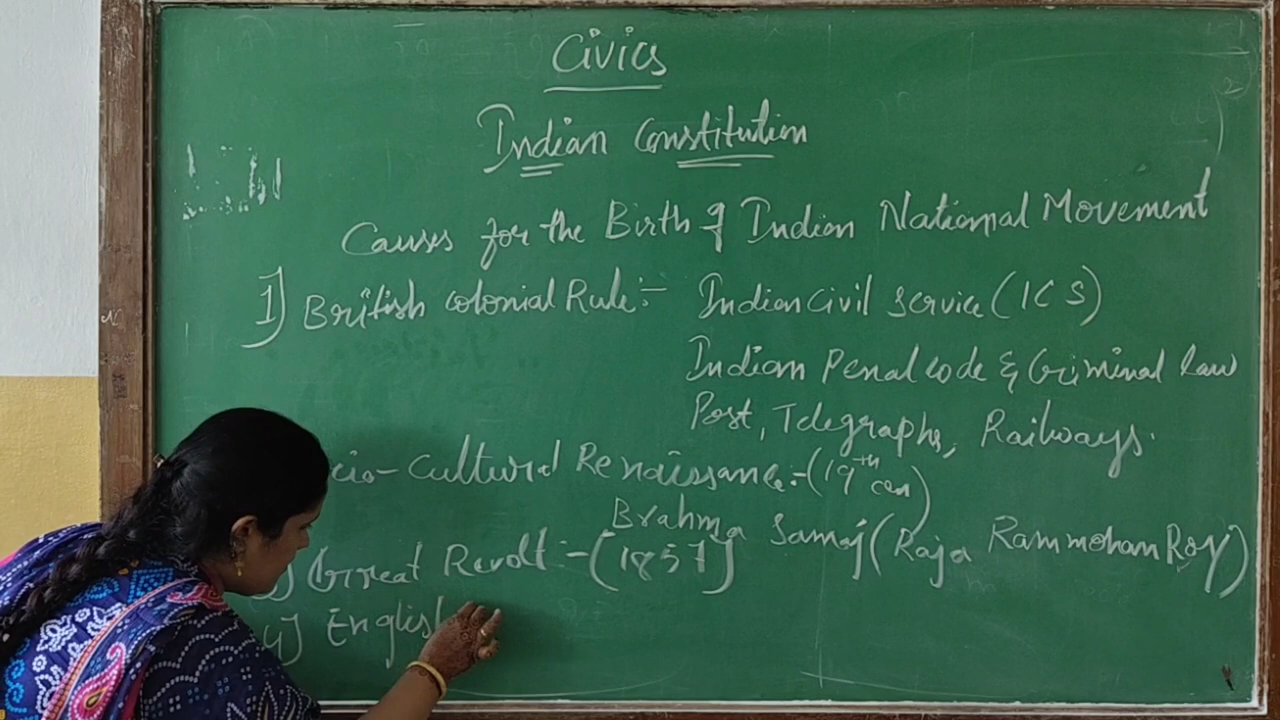 Civics
Indian Constitution
Causes for the Birth of Indian National Movement
1] British colonial Rule:- Indian Civil Service (ICS)
Indian Penal code & Criminal law
Post, Telegraphs, Railways.
cio-Cultural Renaissance:-(19th cen)
Brahma Samaj (Raja Rammohan Roy)
] Great Revolt:-(1857)
4] English